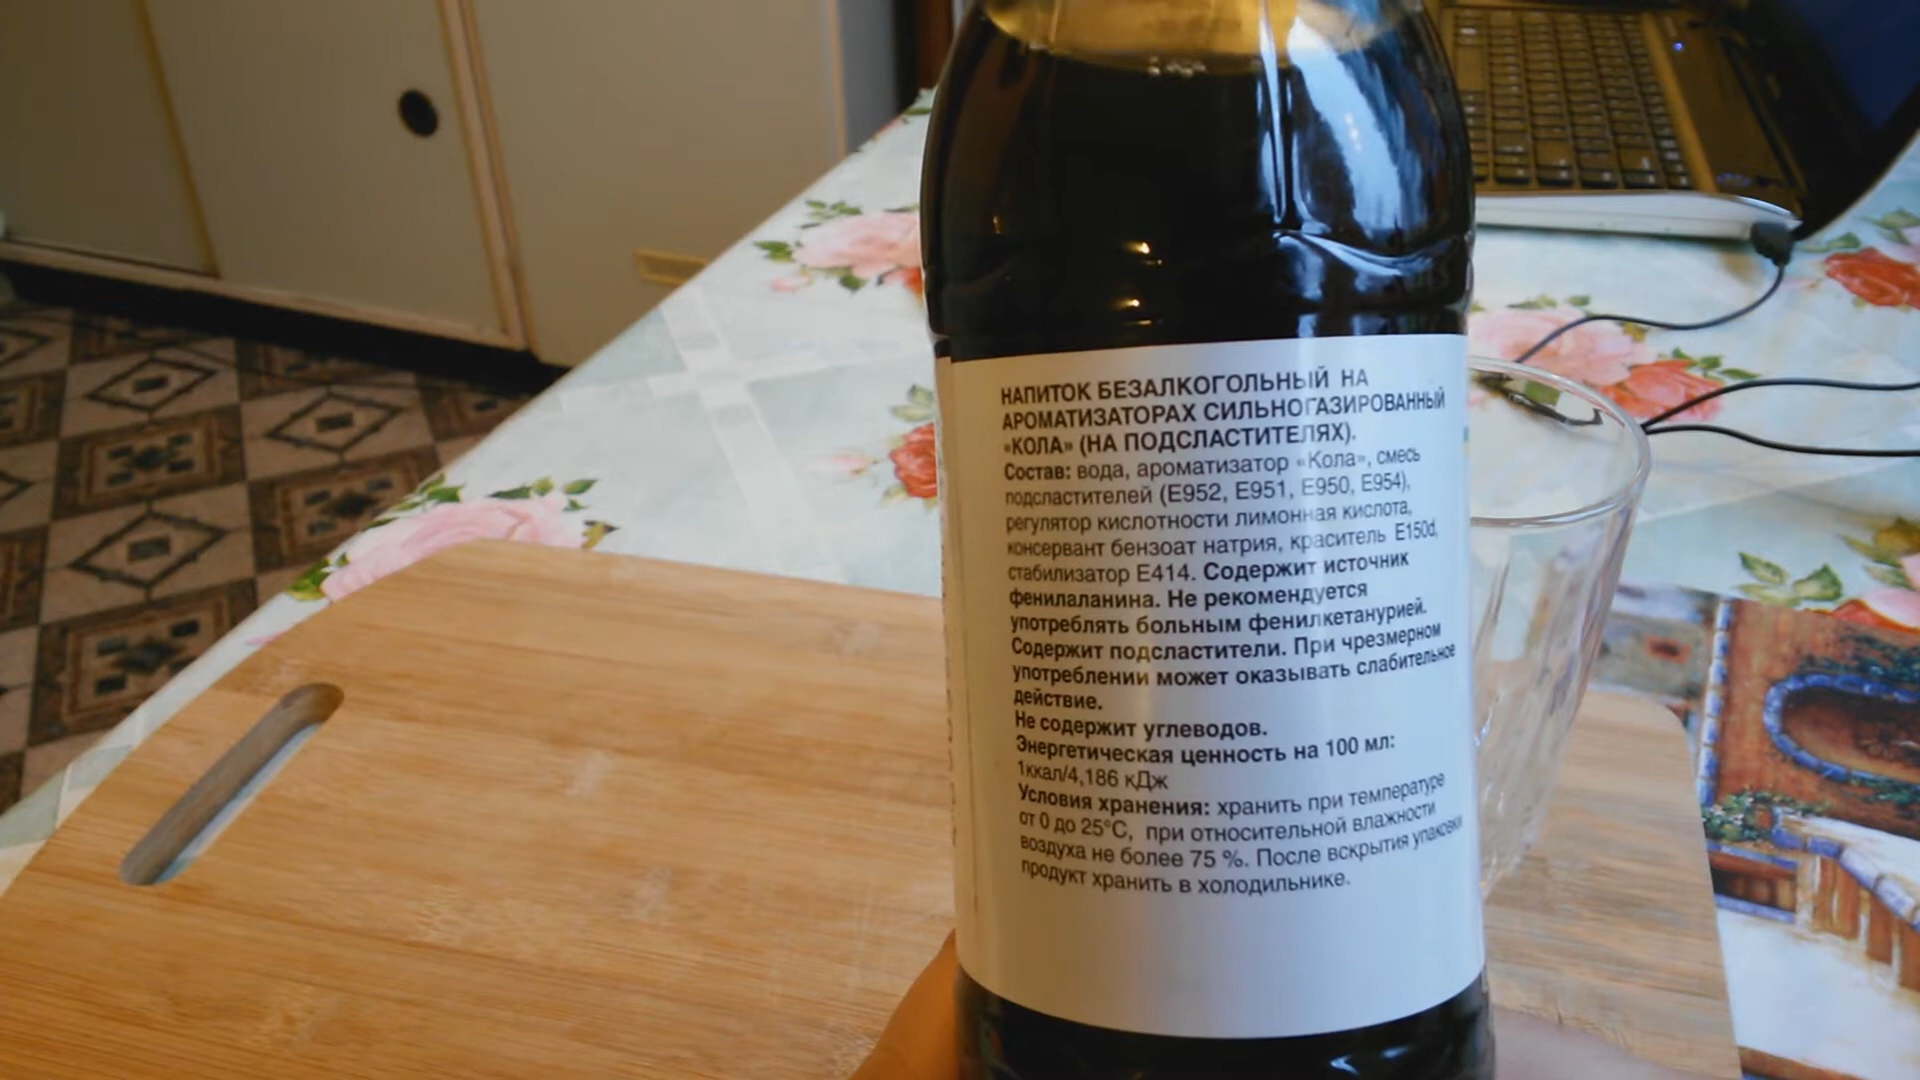 НАПИТОК БЕЗАЛКОГОЛЬНЫЙ НА
АРОМАТИЗАТОРАХ СИЛЬНОГАЗИРОВАННЫЙ
«КОЛА» (НА ПОДСЛАСТИТЕЛЯХ).
Состав: вода, ароматизатор «Кола», смесь
подсластителей (Е952, Е951, Е950, Е954),
регулятор кислотности лимонная кислота,
консервант бензоат натрия, краситель Е150d,
стабилизатор Е414. Содержит источник
фенилаланина. Не рекомендуется
употреблять больным фенилкетанурией.
Содержит подсластители. При чрезмерном
употреблении может оказывать слабительное
действие.
Не содержит углеводов.
Энергетическая ценность на 100 мл:
1ккал/4,186 кДж
Условия хранения: хранить при температуре
от 0 до 25°С, при относительной влажности
воздуха не более 75 %. После вскрытия упаковки
продукт хранить в холодильнике.